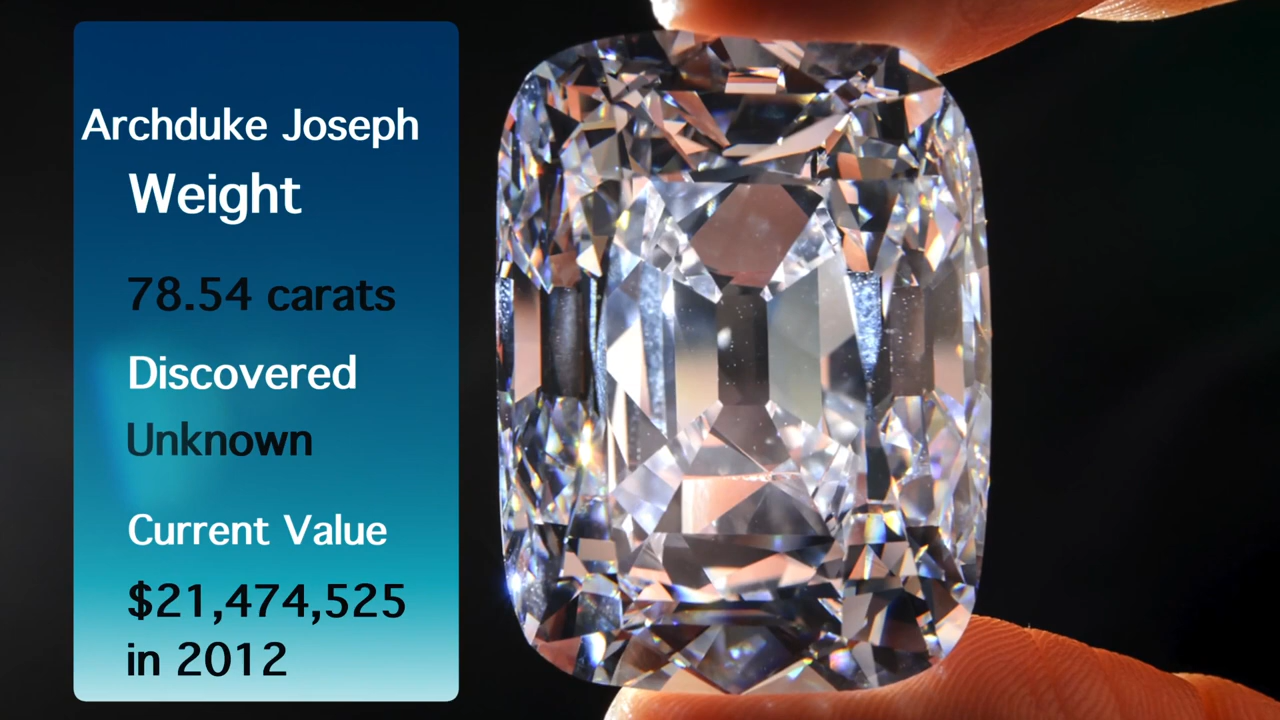 Archduke Joseph
Weight
78.54 carats
Discovered
Unknown
Current Value
$21,474,525
in 2012